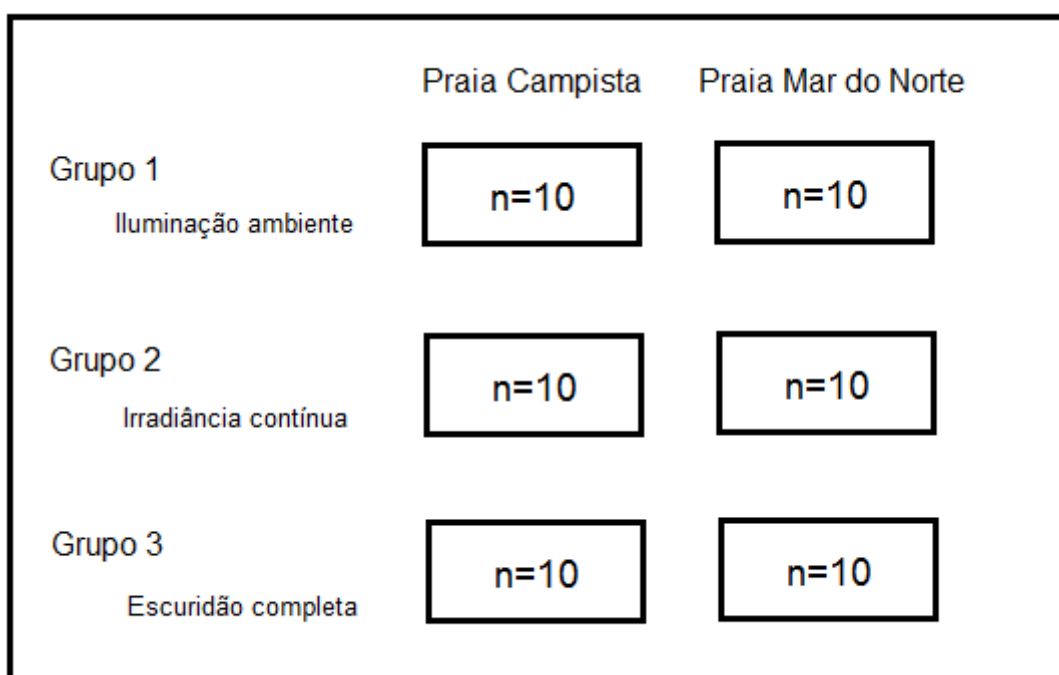 Praia Campista Praia Mar do Norte
Grupo 1
Iluminação ambiente
n=10 n=10
Grupo 2
Irradiância contínua
n=10 n=10
Grupo 3
Escuridão completa
n=10 n=10